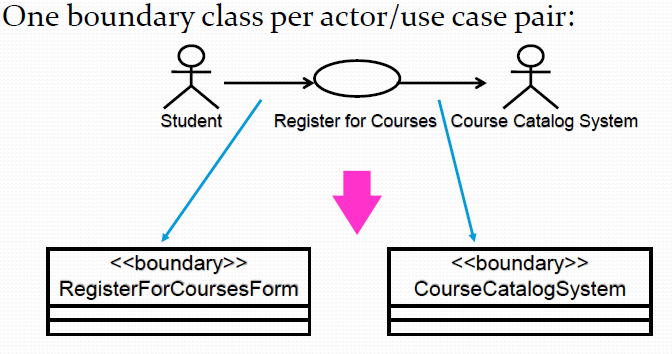 One boundary class per actor/use case pair:
Student
Register for Courses
Course Catalog System
<<boundary>>
RegisterForCoursesForm
<<boundary>>
CourseCatalogSystem